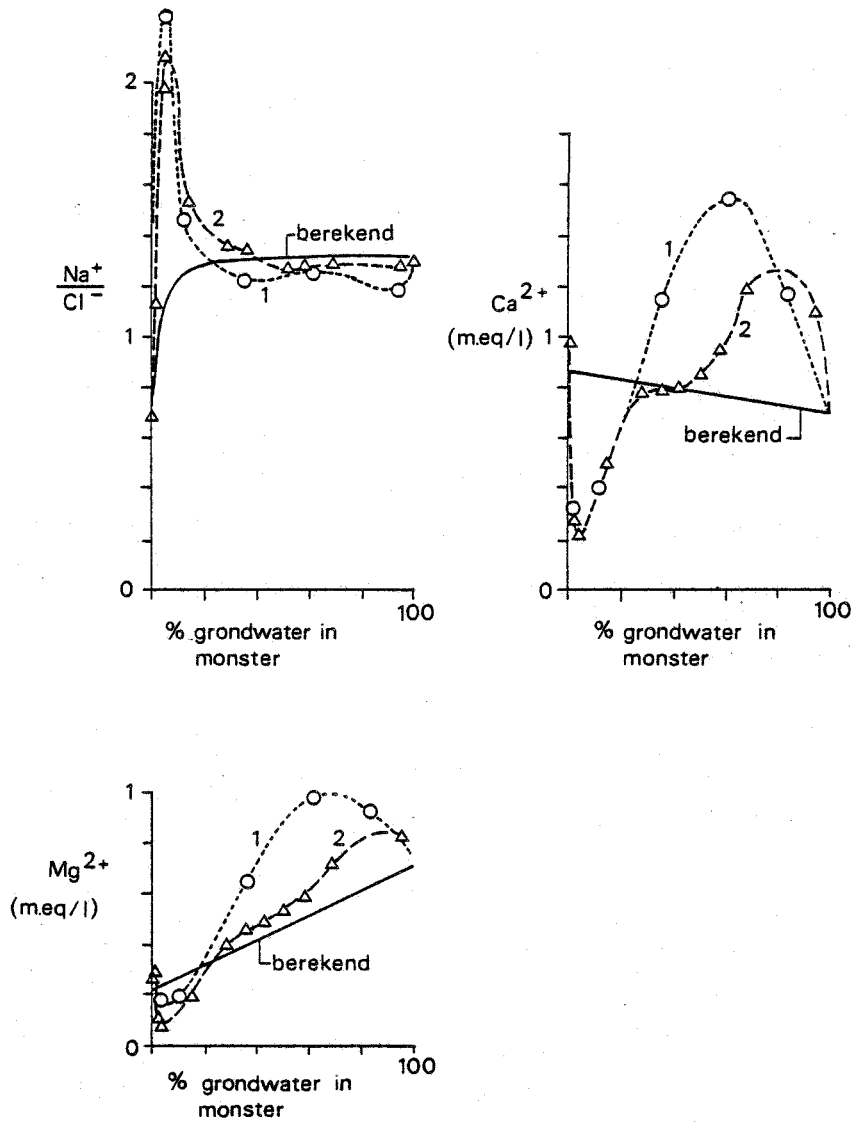 2
1
0
Na⁺
Cl⁻
2
berekend
1
100
% grondwater in
monster
Ca²⁺
(m.eq/l)
1
0
1
2
berekend
100
% grondwater in
monster
Mg²⁺
(m.eq/l)
1
0
1
2
berekend
100
% grondwater in
monster